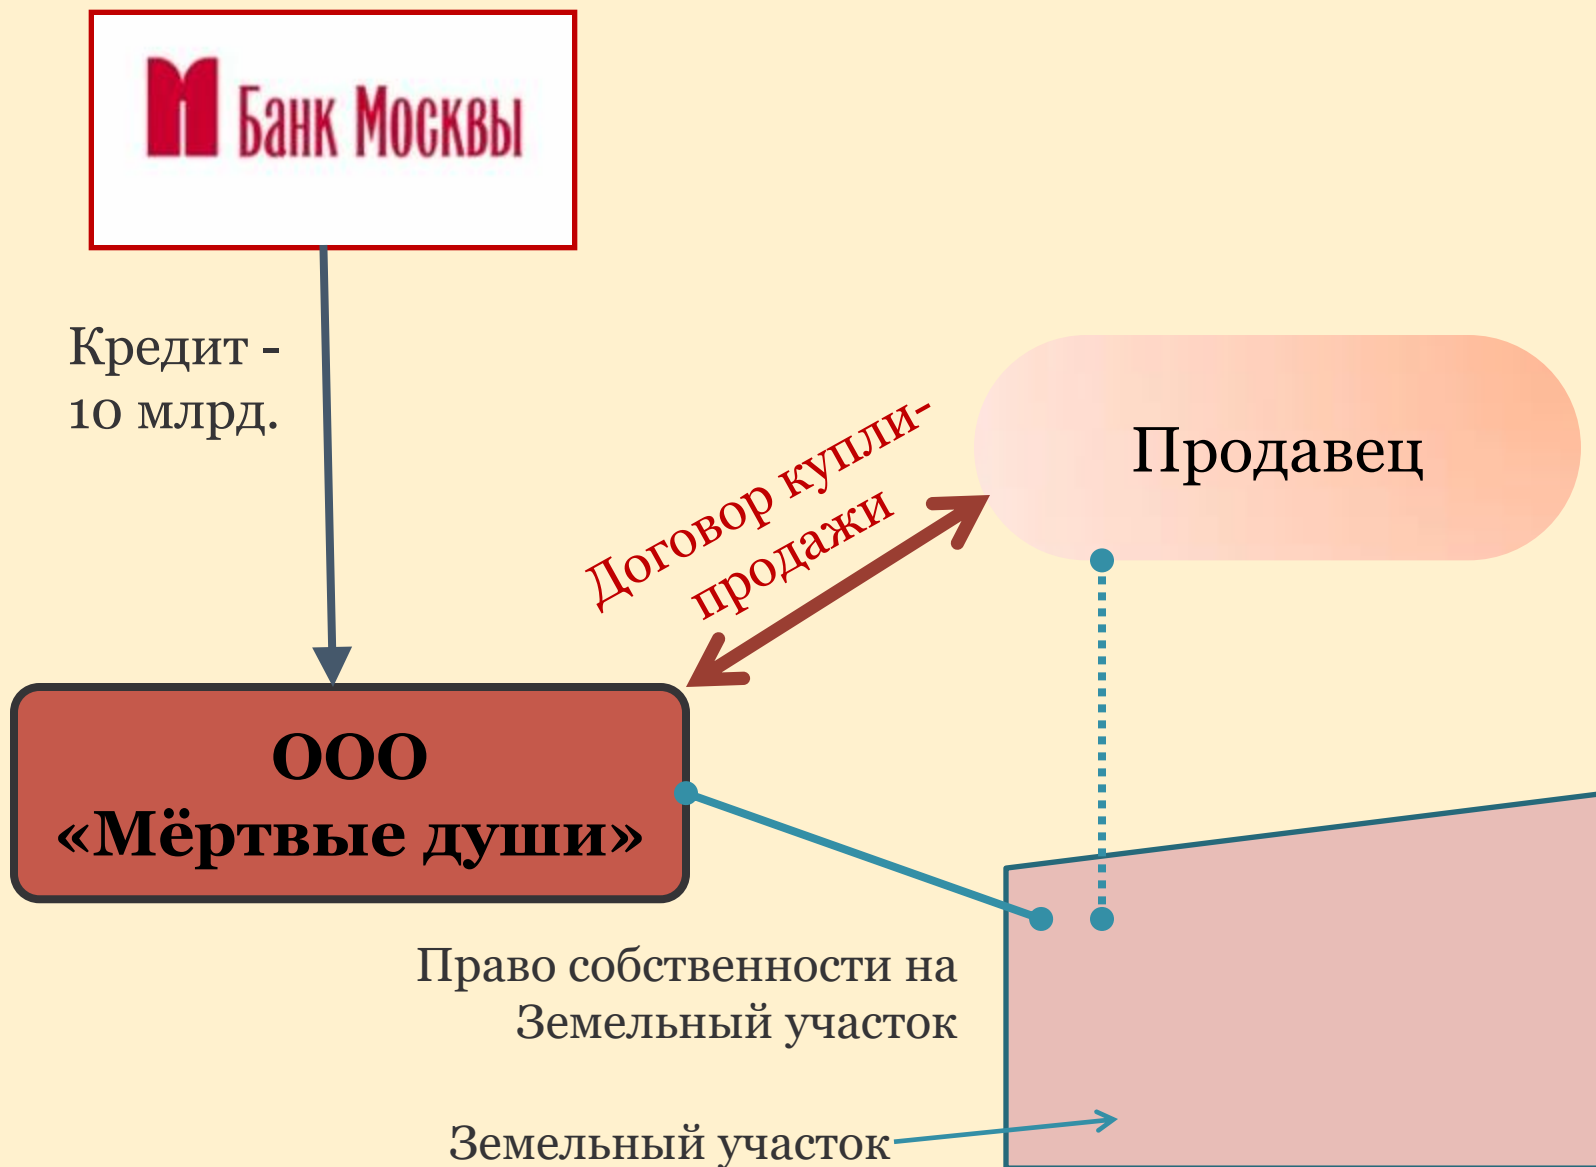 Банк Москвы
Кредит -
10 млрд.
Договор купли-
продажи
Продавец
ООО
«Мёртвые души»
Право собственности на
Земельный участок
Земельный участок